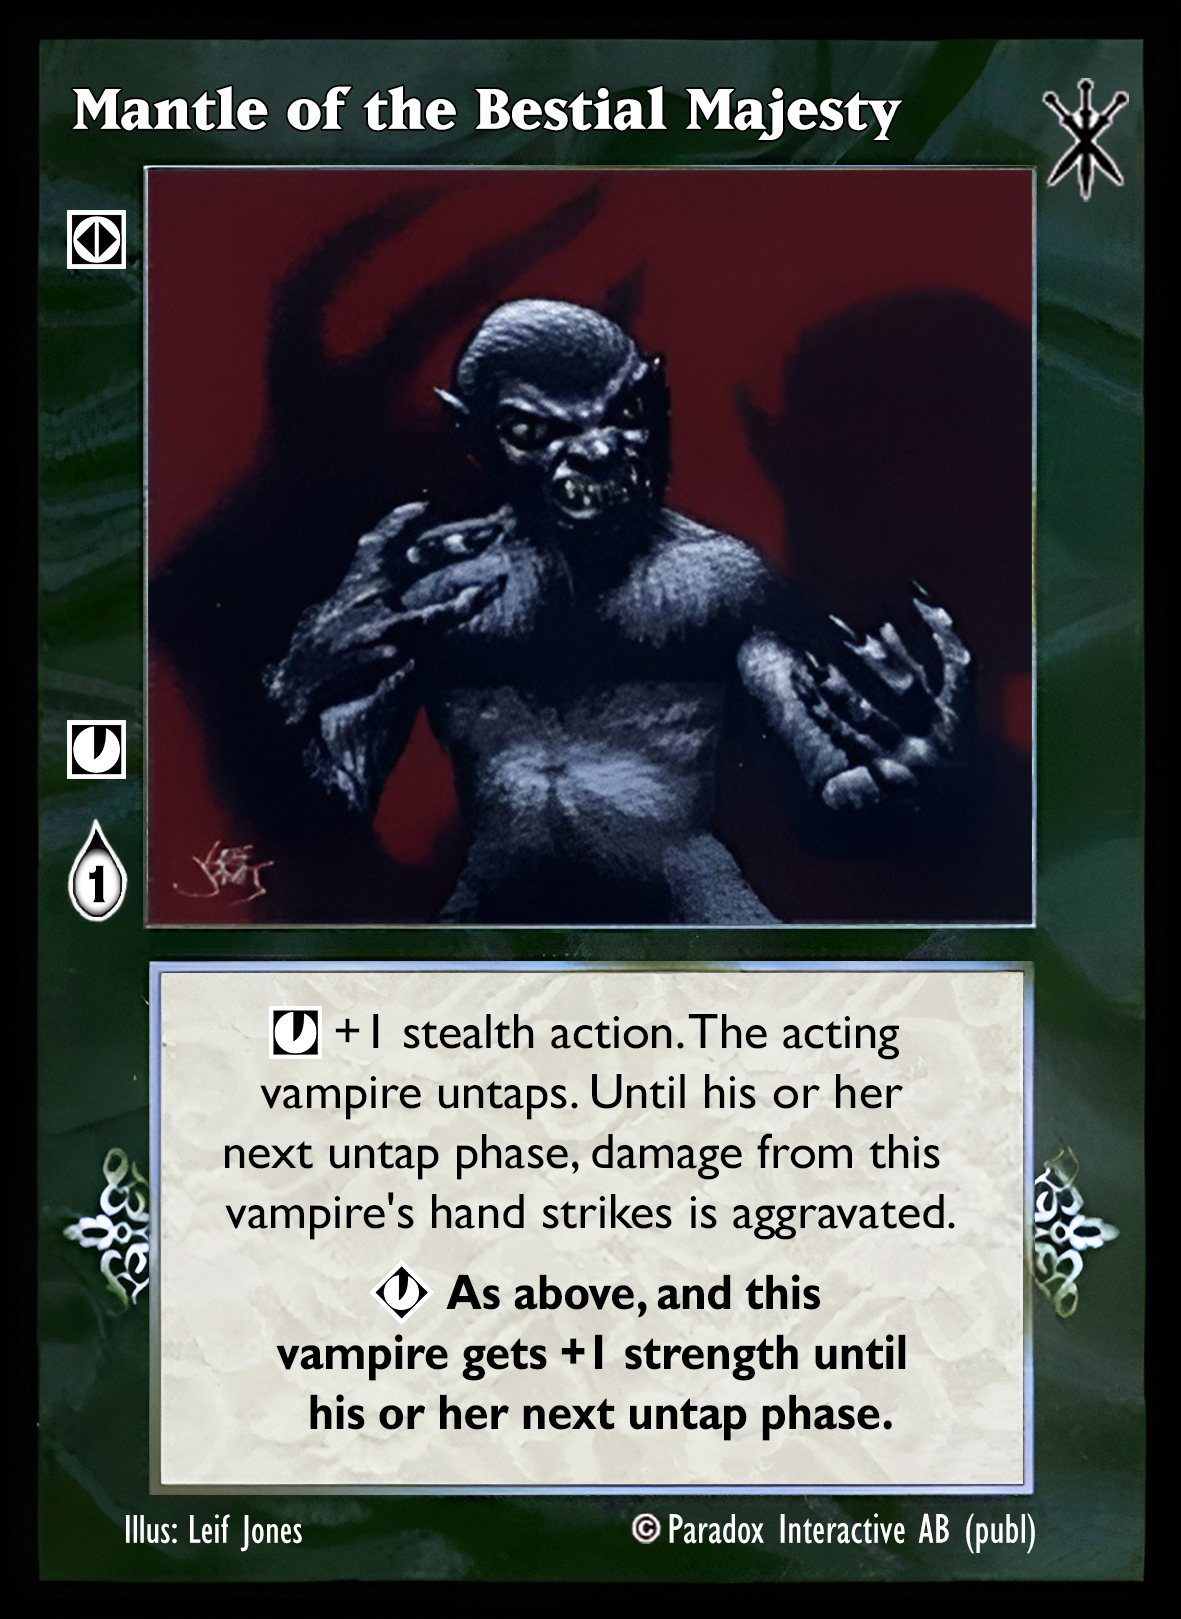 Mantle of the Bestial Majesty
1
+1 stealth action. The acting
vampire untaps. Until his or her
next untap phase, damage from this
vampire's hand strikes is aggravated.
As above, and this
vampire gets +1 strength until
his or her next untap phase.
Illus: Leif Jones
© Paradox Interactive AB (publ)